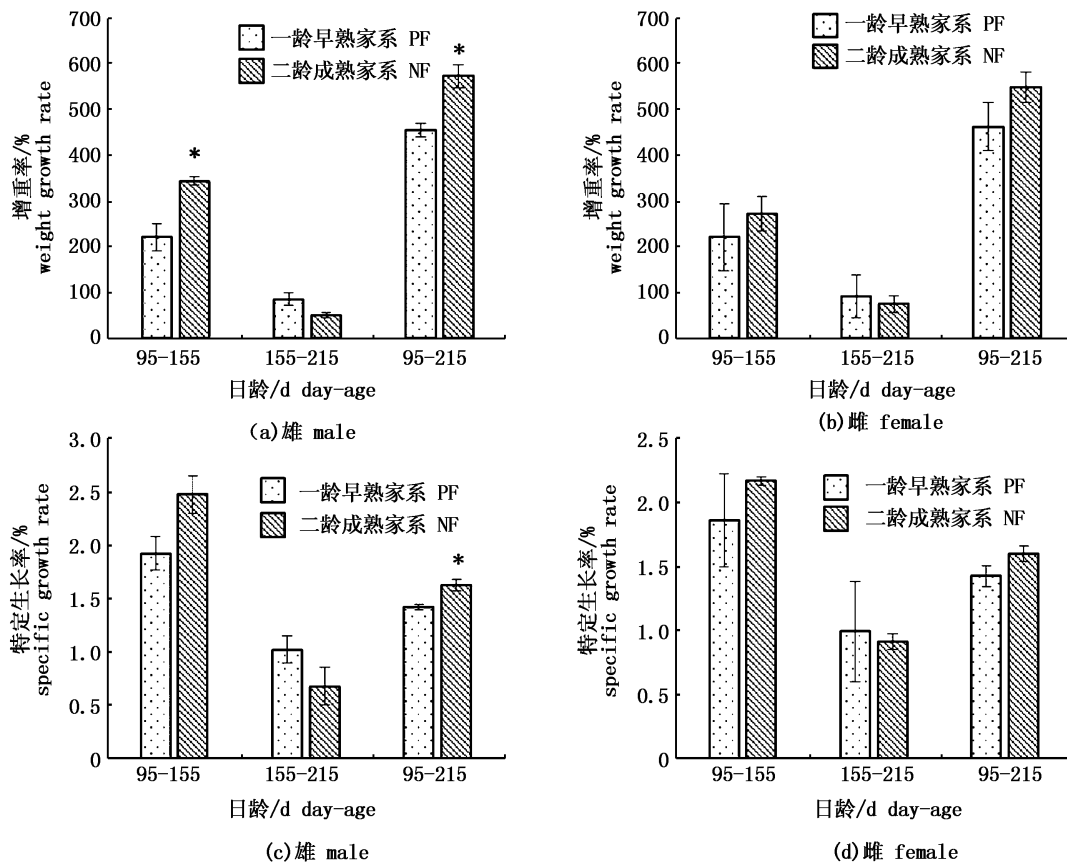 700
600
500
400
300
200
100
0
增重率/%
weight growth rate
一龄早熟家系 PF
二龄成熟家系 NF
*
*
95-155
155-215
95-215
日龄/d day-age
(a)雄 male
700
600
500
400
300
200
100
0
增重率/%
weight growth rate
一龄早熟家系 PF
二龄成熟家系 NF
95-155
155-215
95-215
日龄/d day-age
(b)雌 female
3.0
2.5
2.0
1.5
1.0
0.5
0
特定生长率/%
specific growth rate
一龄早熟家系 PF
二龄成熟家系 NF
*
95-155
155-215
95-215
日龄/d day-age
(c)雄 male
2.5
2.0
1.5
1.0
0.5
0
特定生长率/%
specific growth rate
一龄早熟家系 PF
二龄成熟家系 NF
95-155
155-215
95-215
日龄/d day-age
(d)雌 female